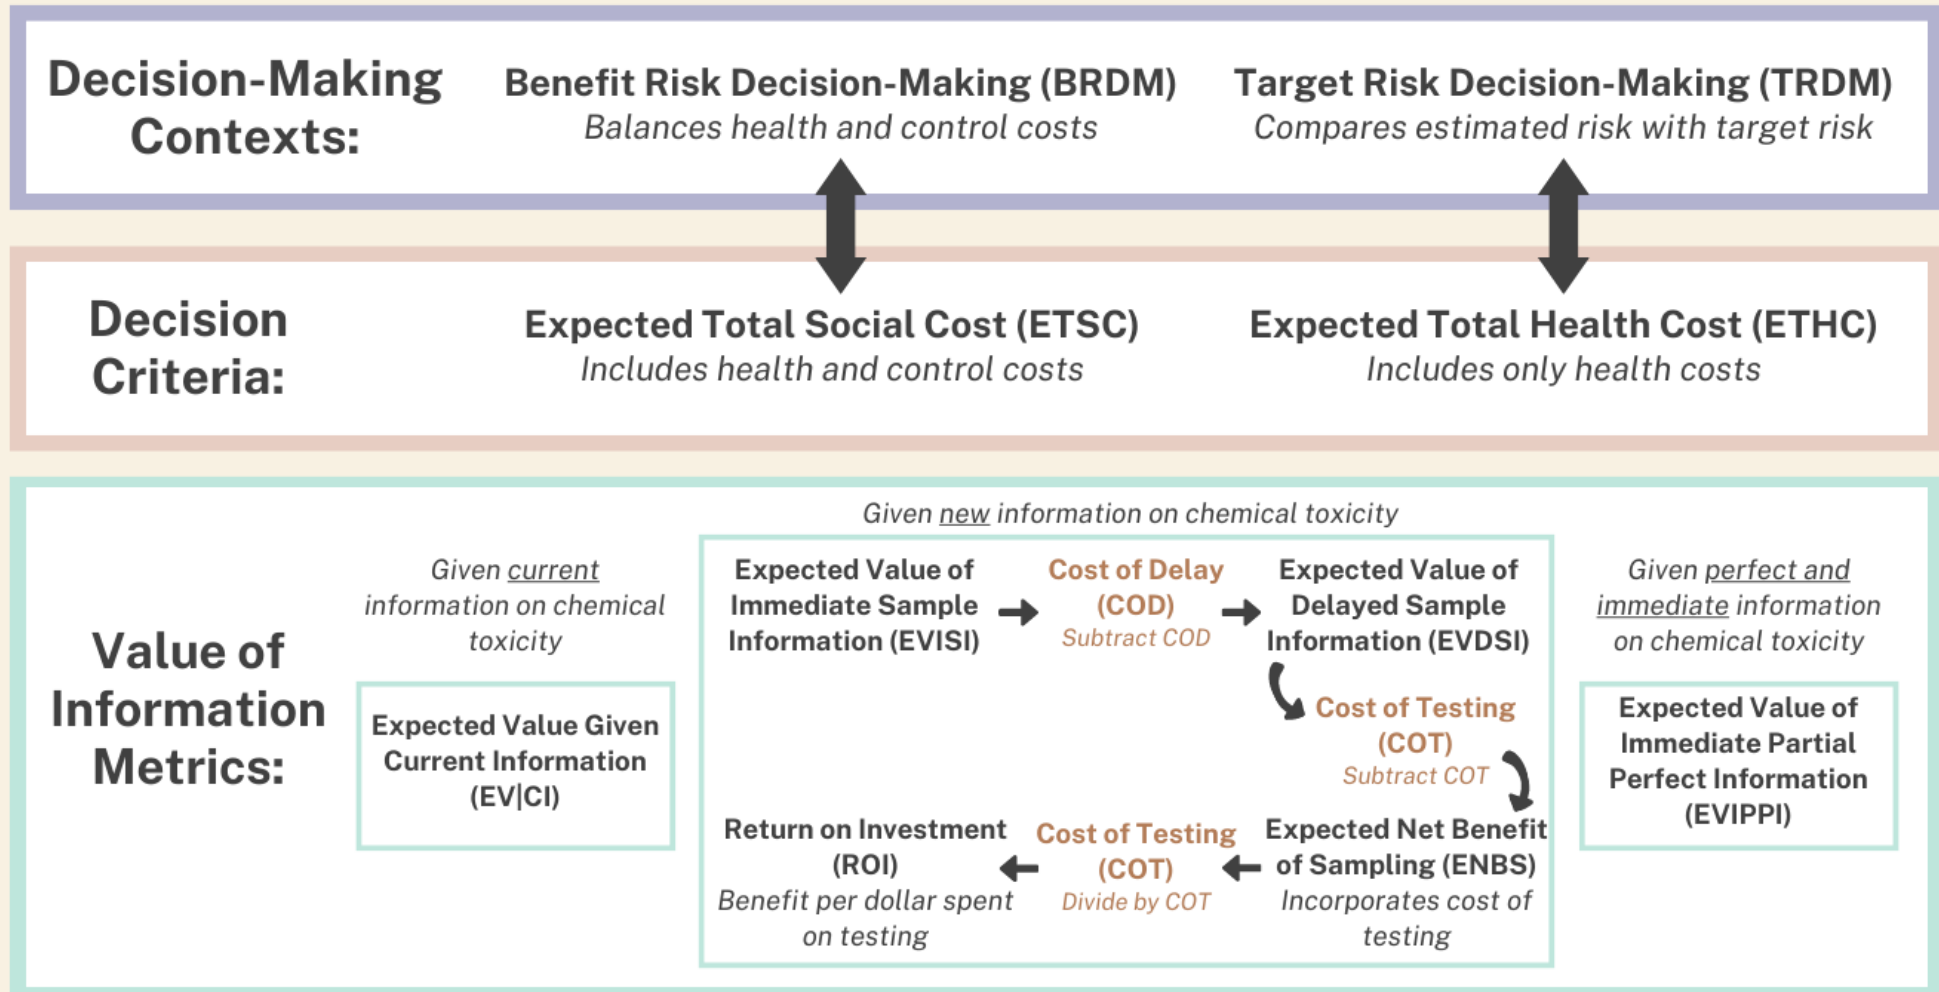 Decision-Making
Contexts:
Benefit Risk Decision-Making (BRDM)
Balances health and control costs
Target Risk Decision-Making (TRDM)
Compares estimated risk with target risk
Decision
Criteria:
Expected Total Social Cost (ETSC)
Includes health and control costs
Expected Total Health Cost (ETHC)
Includes only health costs
Value of
Information
Metrics:
Given current
information on chemical
toxicity
Expected Value Given
Current Information
(EV|CI)
Given new information on chemical toxicity
Expected Value of
Immediate Sample
Information (EVISI)
Cost of Delay
(COD)
Subtract COD
Expected Value of
Delayed Sample
Information (EVDSI)
Cost of Testing
(COT)
Subtract COT
Expected Net Benefit
of Sampling (ENBS)
Incorporates cost of
testing
Cost of Testing
(COT)
Divide by COT
Return on Investment
(ROI)
Benefit per dollar spent
on testing
Given perfect and
immediate information
on chemical toxicity
Expected Value of
Immediate Partial
Perfect Information
(EVIPPI)